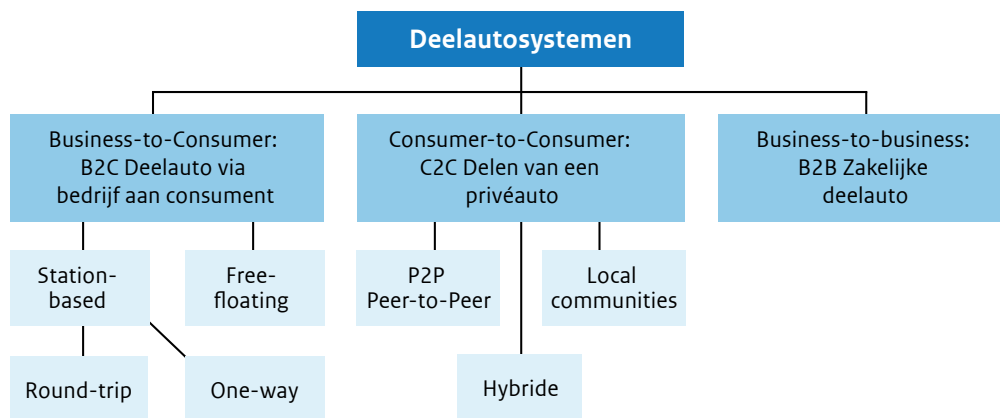 Deelautosystemen
Business-to-Consumer:
B2C Deelauto via
bedrijf aan consument
Consumer-to-Consumer:
C2C Delen van een
privéauto
Business-to-business:
B2B Zakelijke
deelauto
Station-
based
Free-
floating
P2P
Peer-to-Peer
Local
communities
Round-trip
One-way
Hybride